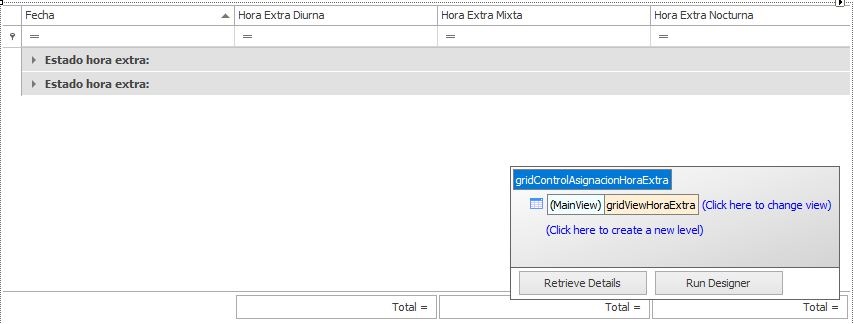 Fecha Hora Extra Diurna Hora Extra Mixta Hora Extra Nocturna
= = = =
Estado hora extra:
Estado hora extra:
gridControlAsignacionHoraExtra
(MainView) gridViewHoraExtra (Click here to change view)
(Click here to create a new level)
Retrieve Details Run Designer
Total = Total = Total =